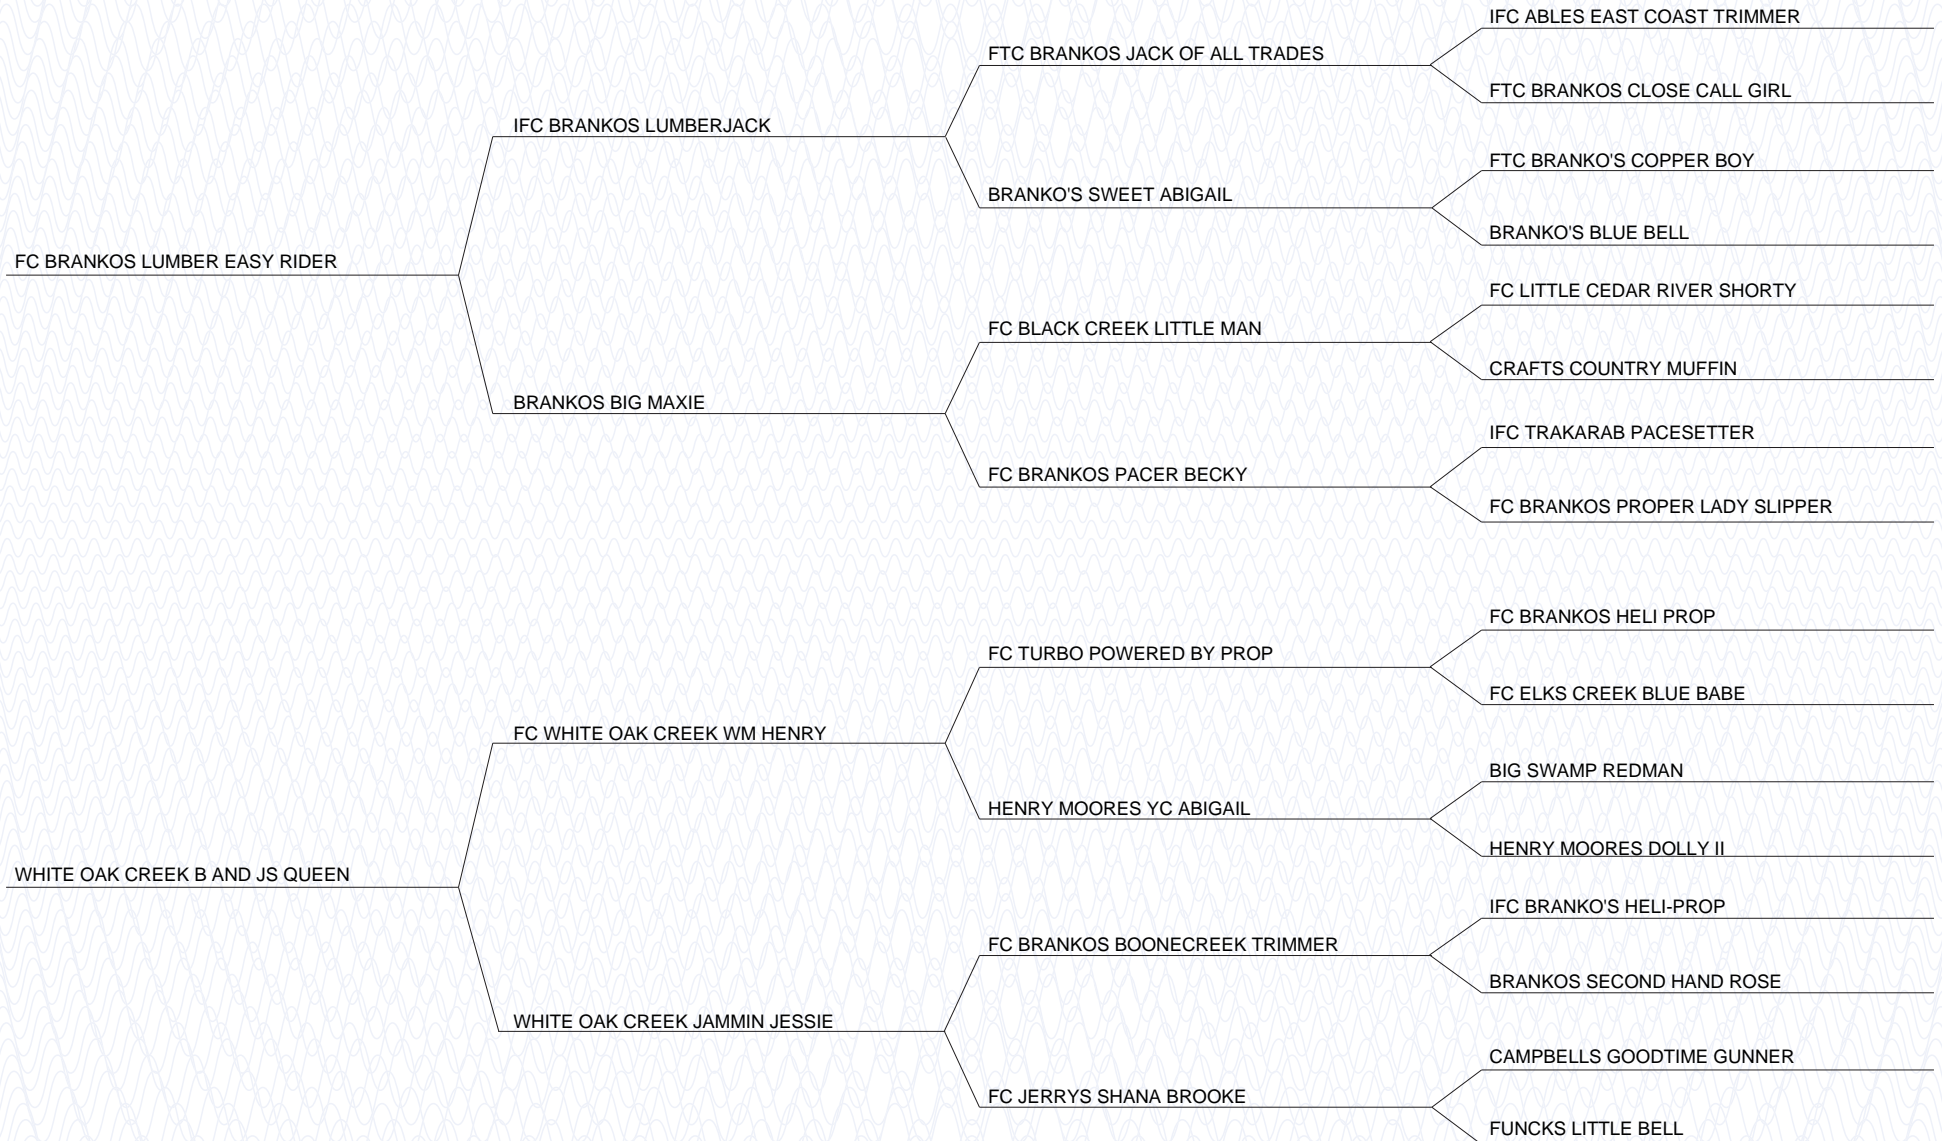 IFC ABLES EAST COAST TRIMMER
FTC BRANKOS JACK OF ALL TRADES
FTC BRANKOS CLOSE CALL GIRL
IFC BRANKOS LUMBERJACK
FTC BRANKO'S COPPER BOY
BRANKO'S SWEET ABIGAIL
BRANKO'S BLUE BELL
FC BRANKOS LUMBER EASY RIDER
FC LITTLE CEDAR RIVER SHORTY
FC BLACK CREEK LITTLE MAN
CRAFTS COUNTRY MUFFIN
BRANKOS BIG MAXIE
IFC TRAKARAB PACESETTER
FC BRANKOS PACER BECKY
FC BRANKOS PROPER LADY SLIPPER
FC BRANKOS HELI PROP
FC TURBO POWERED BY PROP
FC ELKS CREEK BLUE BABE
FC WHITE OAK CREEK WM HENRY
BIG SWAMP REDMAN
HENRY MOORES YC ABIGAIL
HENRY MOORES DOLLY II
WHITE OAK CREEK B AND JS QUEEN
IFC BRANKO'S HELI-PROP
FC BRANKOS BOONECREEK TRIMMER
BRANKOS SECOND HAND ROSE
WHITE OAK CREEK JAMMIN JESSIE
CAMPBELLS GOODTIME GUNNER
FC JERRYS SHANA BROOKE
FUNCKS LITTLE BELL